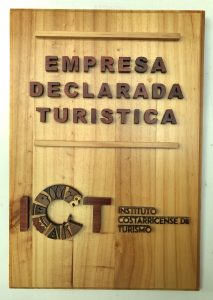 EMPRESA
DECLARADA
TURISTICA
ICT
INSTITUTO
COSTARRICENSE DE
TURISMO